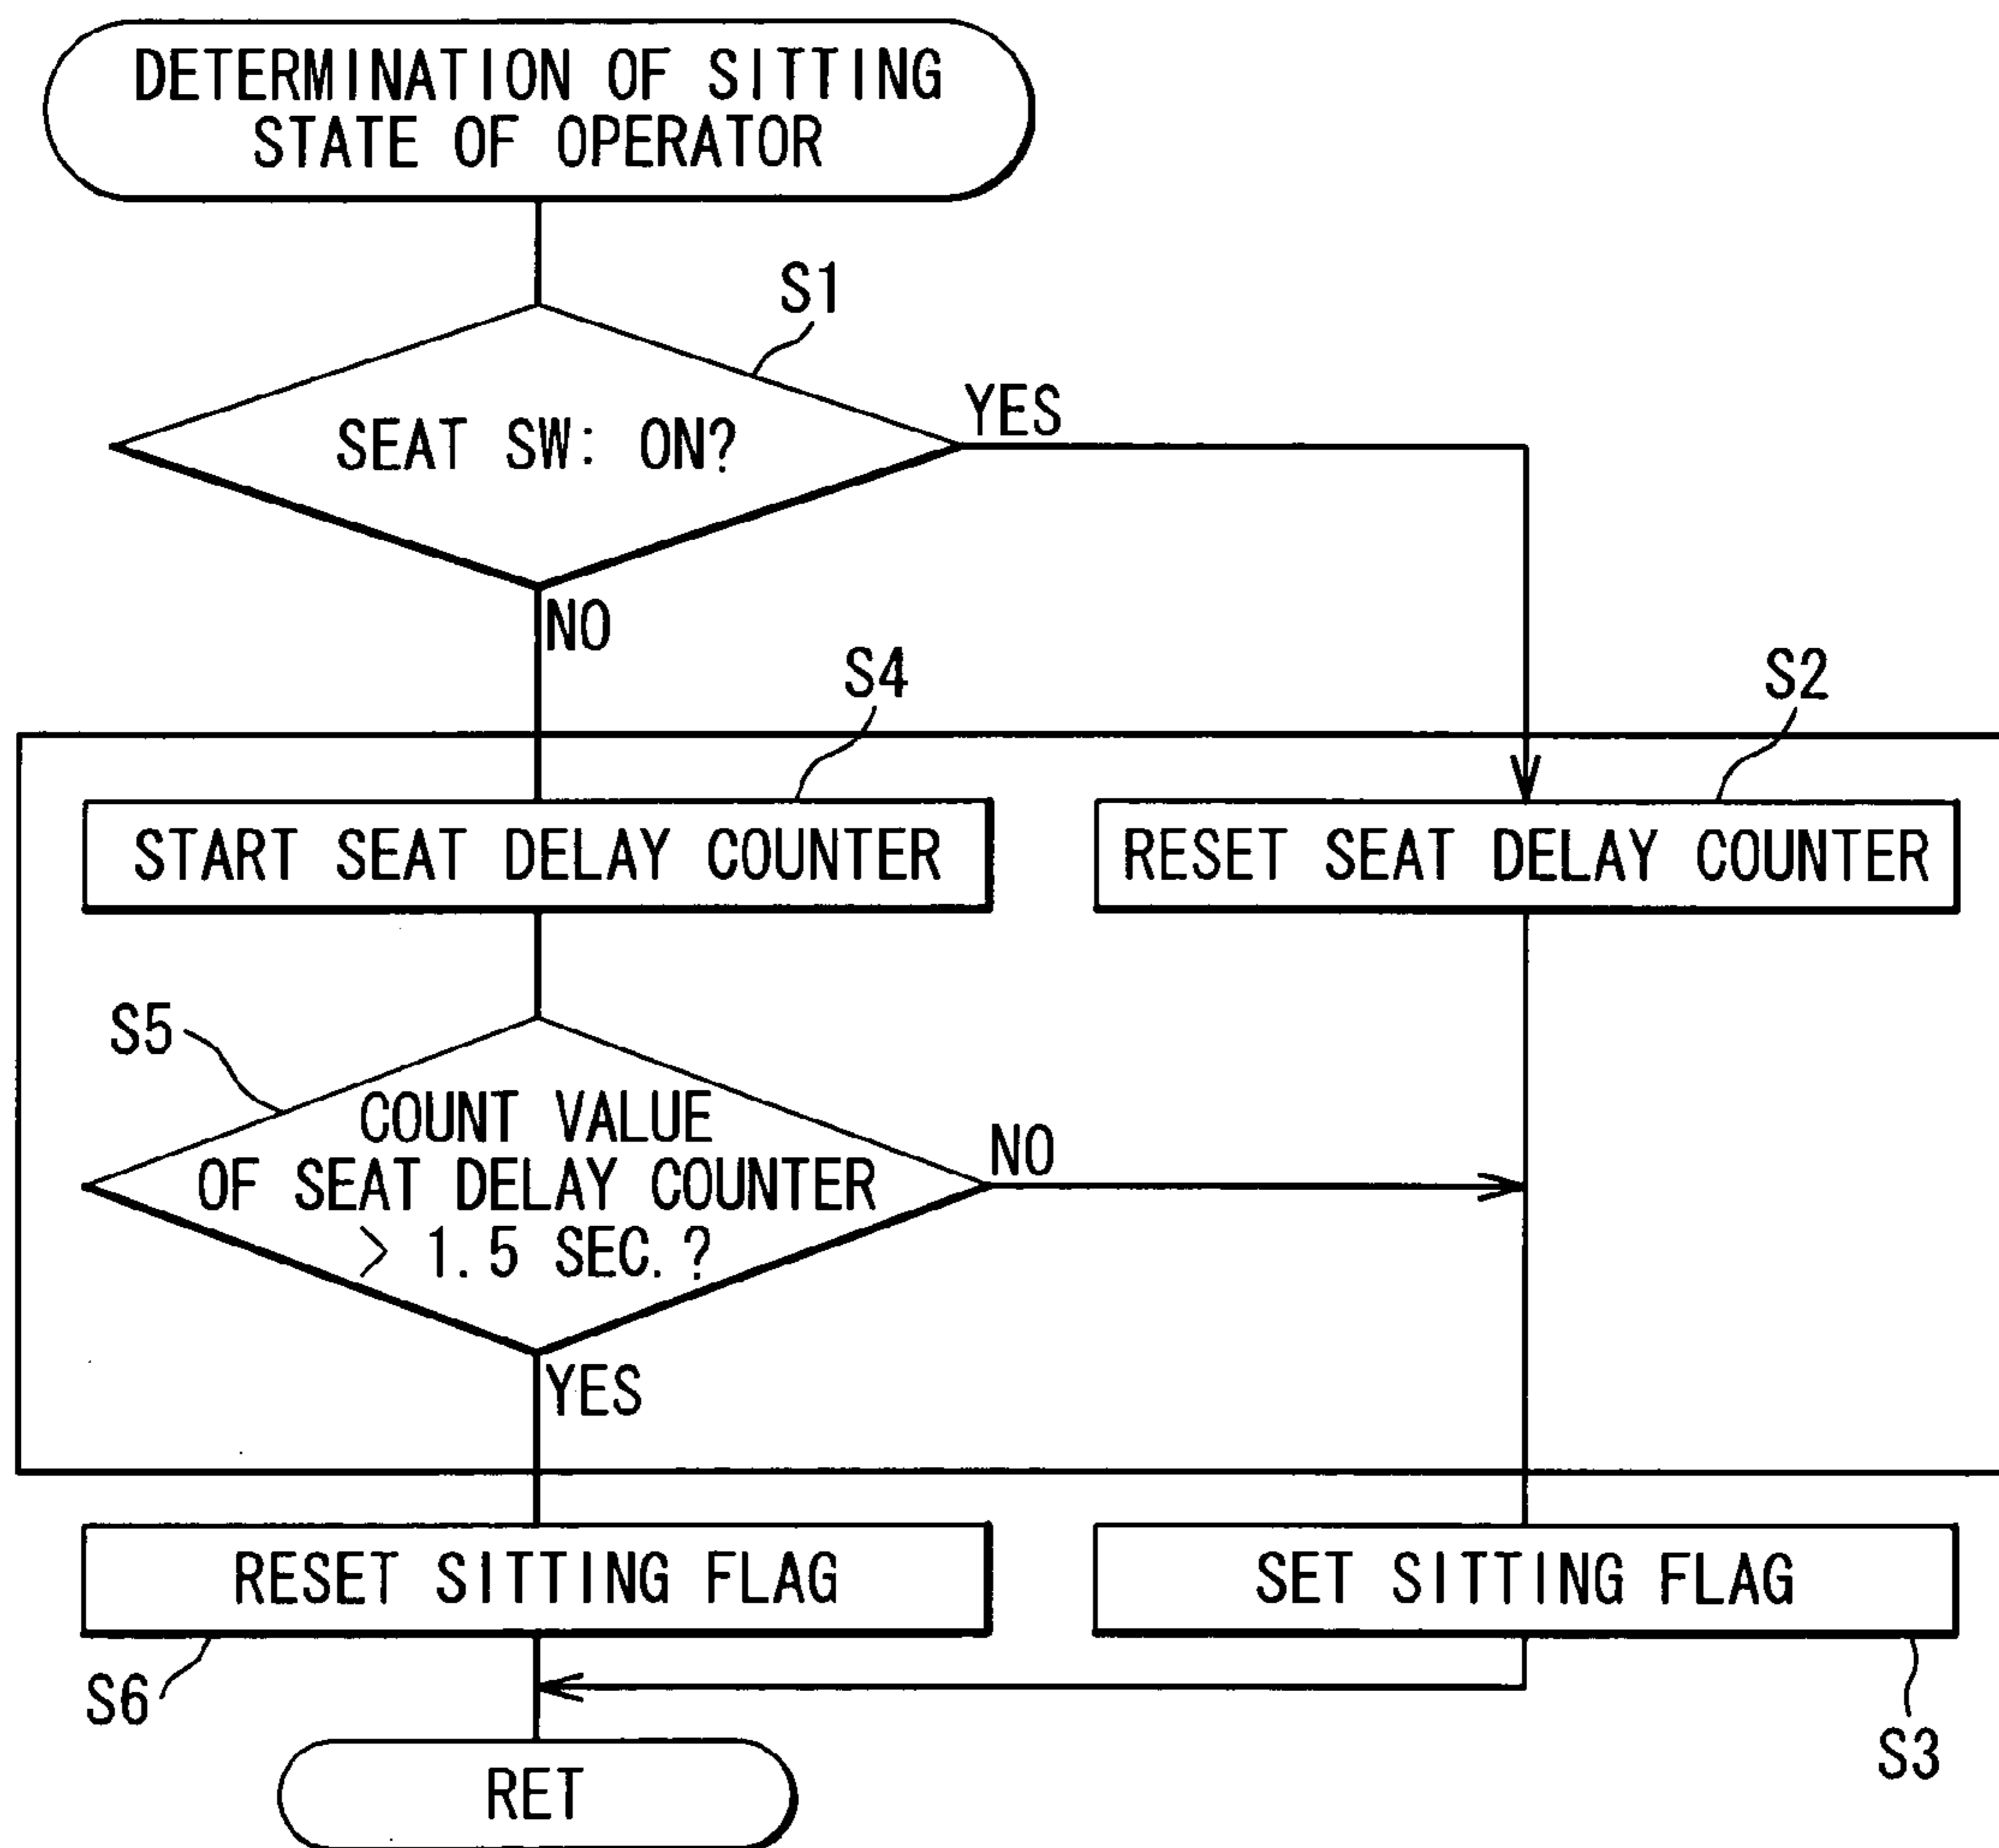 DETERMINATION OF SITTING
STATE OF OPERATOR
S1
SEAT SW: ON?
YES
NO
S4
S2
START SEAT DELAY COUNTER
RESET SEAT DELAY COUNTER
S5
COUNT VALUE
OF SEAT DELAY COUNTER
> 1.5 SEC.?
NO
YES
RESET SITTING FLAG
SET SITTING FLAG
S6
S3
RET